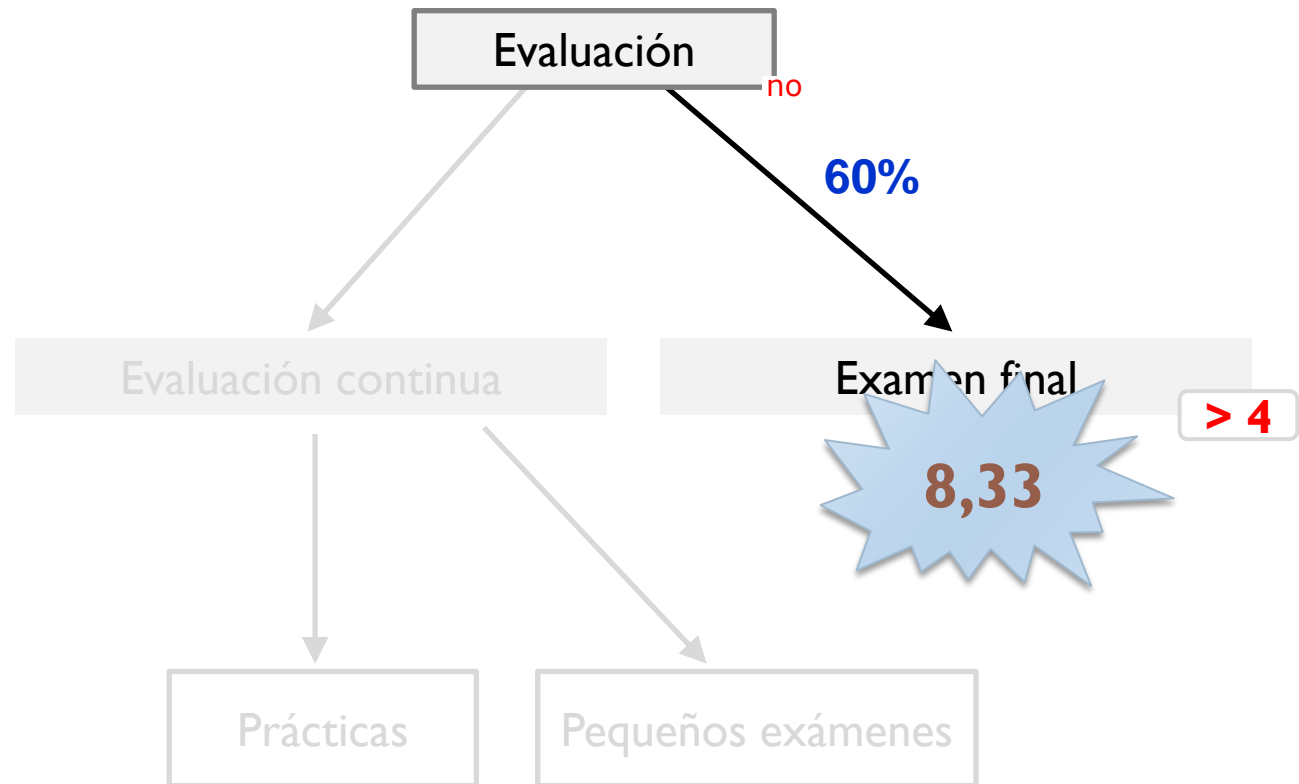 Evaluación
no
60%
Evaluación continua
Examen final
> 4
8,33
Prácticas
Pequeños exámenes